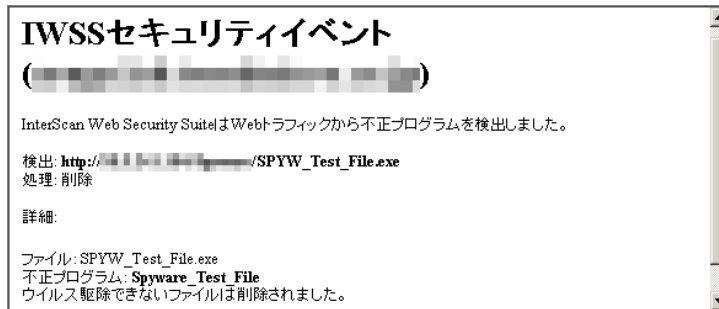 IWSSセキュリティイベント
( )
InterScan Web Security SuiteはWebトラフィックから不正プログラムを検出しました。
検出: http:// /SPYW_Test_File.exe
処理: 削除
詳細:
ファイル: SPYW_Test_File.exe
不正プログラム: Spyware_Test_File
ウイルス駆除できないファイルは削除されました。